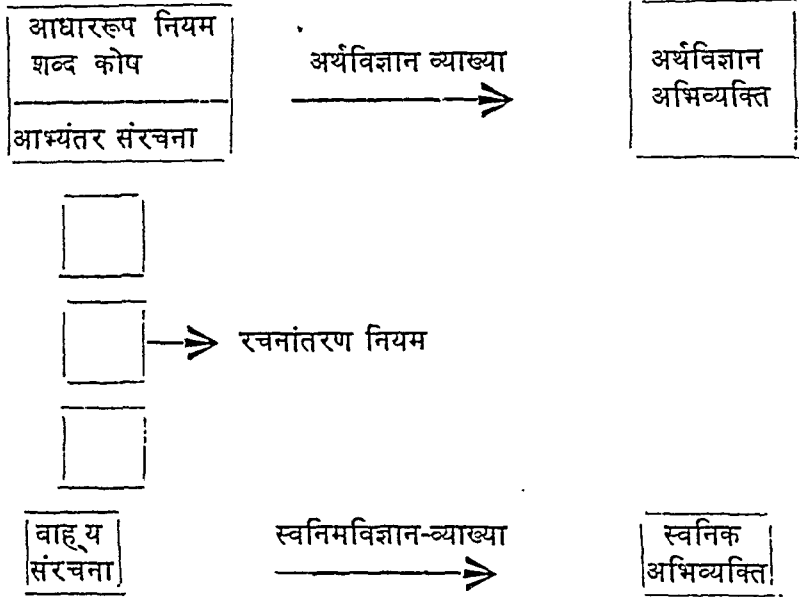 आधाररूप नियम
शब्द कोष
आभ्यंतर संरचना
अर्थविज्ञान व्याख्या
अर्थविज्ञान
अभिव्यक्ति
रचनांतरण नियम
वाह्य
संरचना
स्वनिमविज्ञान-व्याख्या
स्वनिक
अभिव्यक्ति